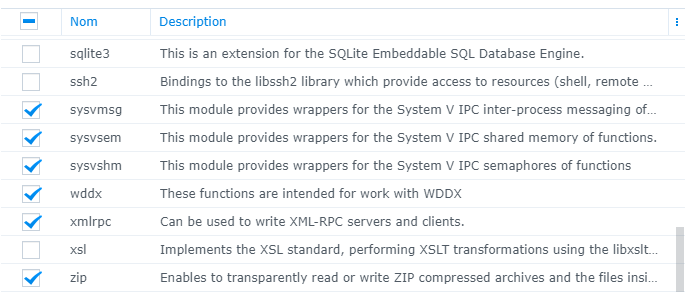 Nom Description
sqlite3 This is an extension for the SQLite Embeddable SQL Database Engine.
ssh2 Bindings to the libssh2 library which provide access to resources (shell, remote ...
sysvmsg This module provides wrappers for the System V IPC inter-process messaging of...
sysvsem This module provides wrappers for the System V IPC shared memory of functions.
sysvshm This module provides wrappers for the System V IPC semaphores of functions
wddx These functions are intended for work with WDDX
xmlrpc Can be used to write XML-RPC servers and clients.
xsl Implements the XSL standard, performing XSLT transformations using the libxslt...
zip Enables to transparently read or write ZIP compressed archives and the files insi...